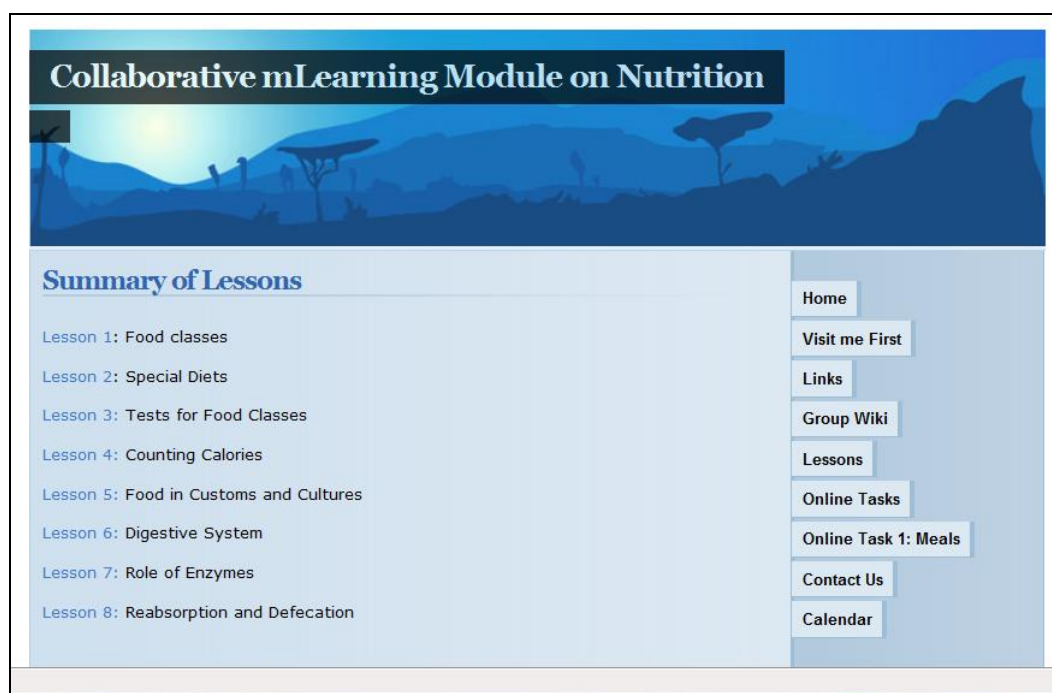 Collaborative mLearning Module on Nutrition
Summary of Lessons
Lesson 1: Food classes
Lesson 2: Special Diets
Lesson 3: Tests for Food Classes
Lesson 4: Counting Calories
Lesson 5: Food in Customs and Cultures
Lesson 6: Digestive System
Lesson 7: Role of Enzymes
Lesson 8: Reabsorption and Defecation
Home
Visit me First
Links
Group Wiki
Lessons
Online Tasks
Online Task 1: Meals
Contact Us
Calendar